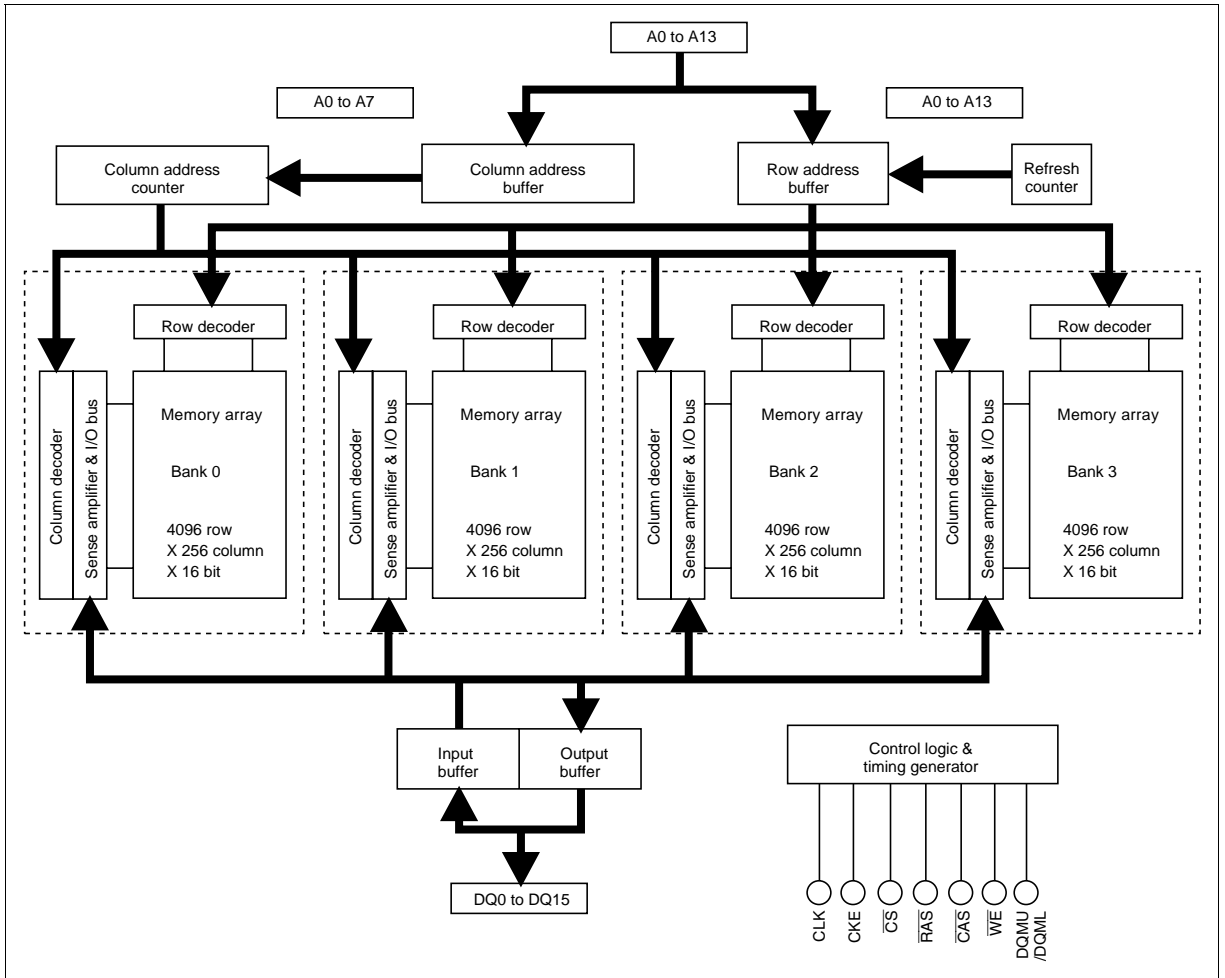 A0 to A13
A0 to A7
A0 to A13
Column address
counter
Column address
buffer
Row address
buffer
Refresh
counter
Row decoder
Column decoder
Sense amplifier & I/O bus
Memory array
Bank 0
4096 row
X 256 column
X 16 bit
Row decoder
Column decoder
Sense amplifier & I/O bus
Memory array
Bank 1
4096 row
X 256 column
X 16 bit
Row decoder
Column decoder
Sense amplifier & I/O bus
Memory array
Bank 2
4096 row
X 256 column
X 16 bit
Row decoder
Column decoder
Sense amplifier & I/O bus
Memory array
Bank 3
4096 row
X 256 column
X 16 bit
Input
buffer
Output
buffer
DQ0 to DQ15
Control logic &
timing generator
CLK
CKE
C̅S̅
R̅A̅S̅
C̅A̅S̅
W̅E̅
DQMU
/DQML